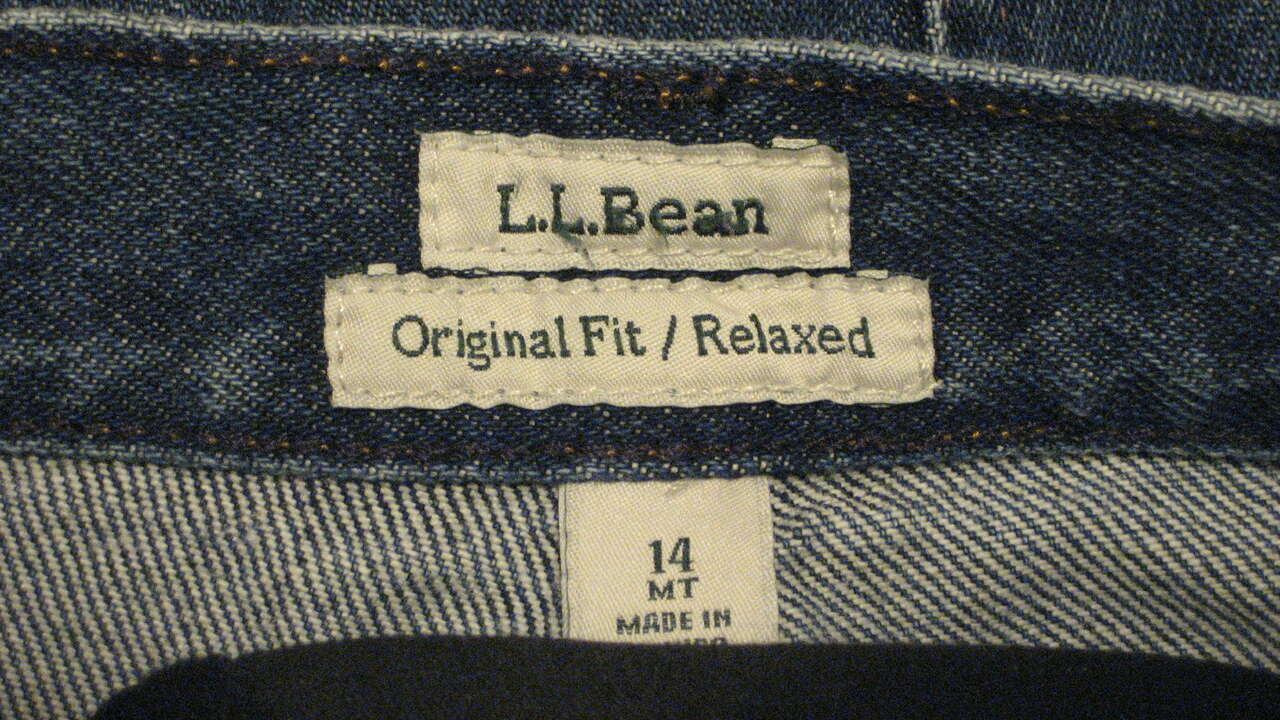 L.L.Bean
Original Fit / Relaxed
14
MT
MADE IN